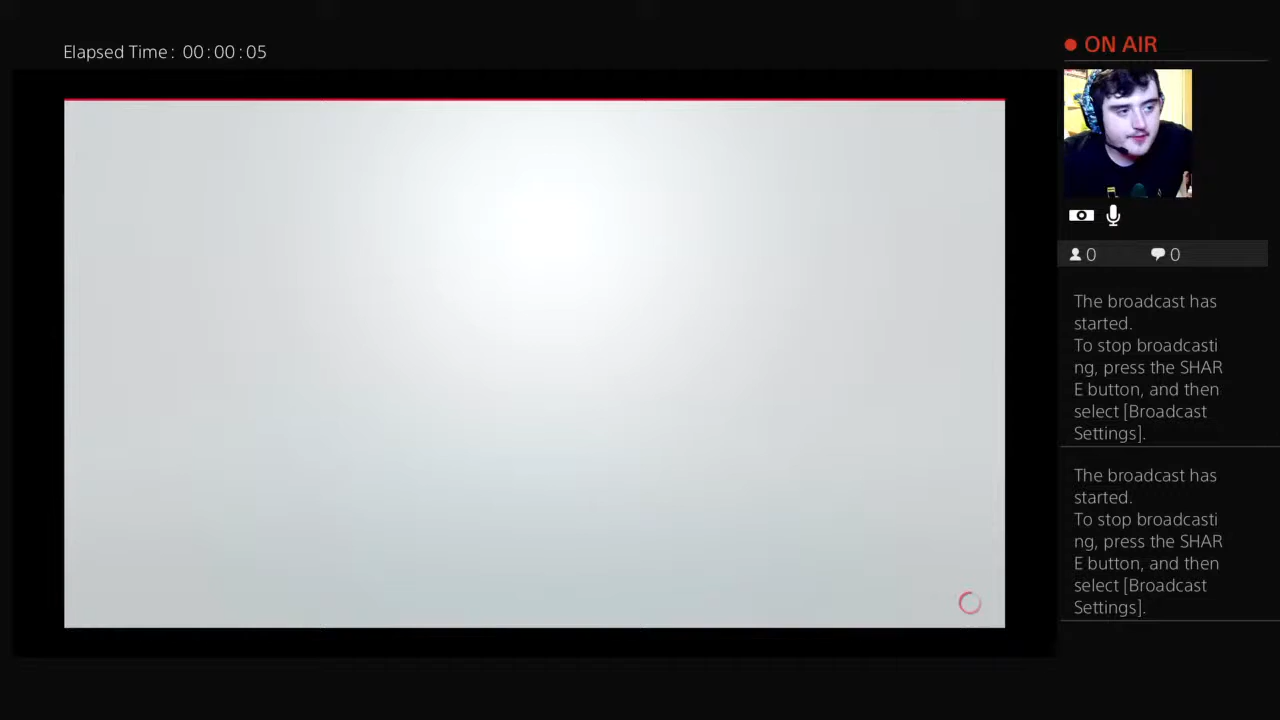 Elapsed Time: 00:00:05
ON AIR
0 0
The broadcast has
started.
To stop broadcasti
ng, press the SHAR
E button, and then
select [Broadcast
Settings].
The broadcast has
started.
To stop broadcasti
ng, press the SHAR
E button, and then
select [Broadcast
Settings].